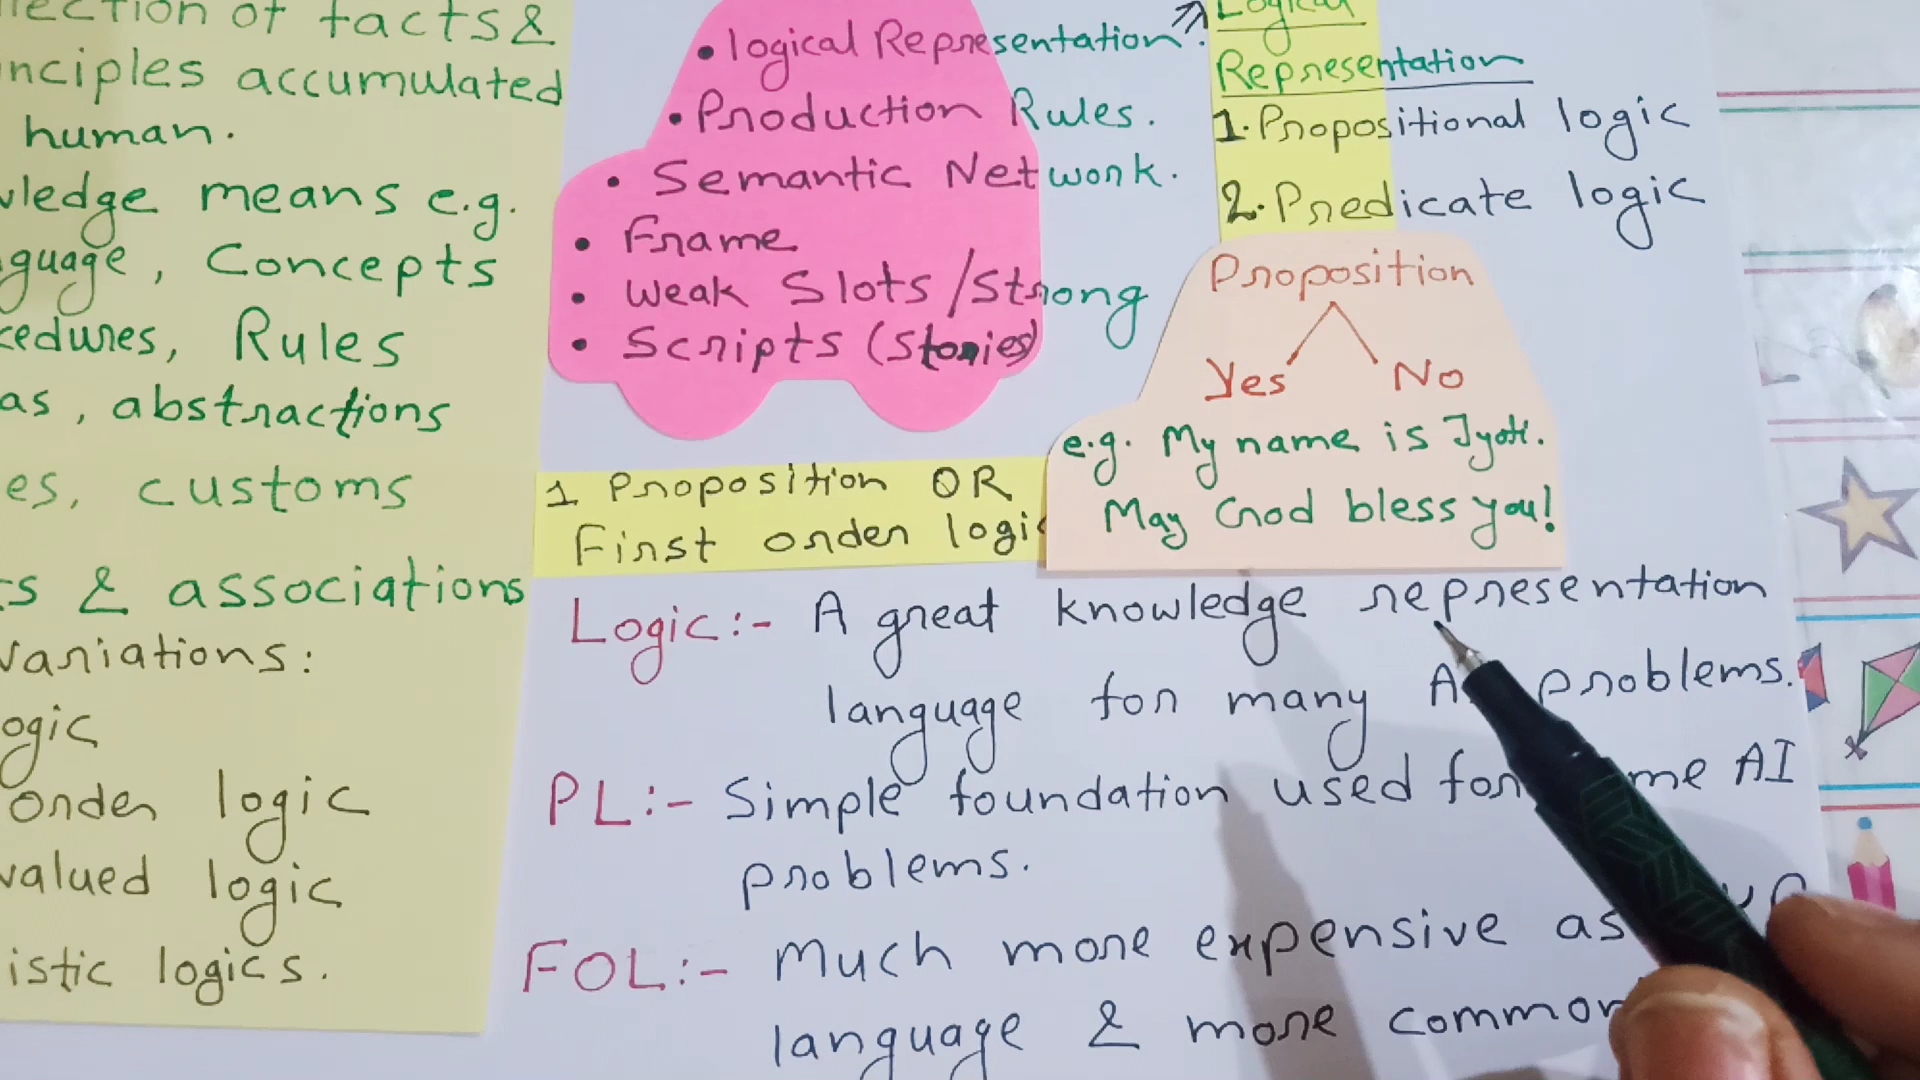 ection of facts &
nciples accumulated
human.
wledge means e.g.
guage, Concepts
cedures, Rules
as, abstractions
es, customs
ts & associations
variations:
ogic
order logic
valued logic
istic logics.
• logical Representation.
• Production Rules.
• Semantic Network.
• Frame
• Weak Slots / Strong
• Scripts (Stories)
Logical
Representation
1. Propositional logic
2. Predicate logic
Proposition
Yes No
e.g. My name is Jyoti.
May God bless you!
1 Proposition OR
First order logic
Logic :- A great knowledge representation
language for many A problems.
PL :- Simple foundation used for me AI
problems.
FOL :- Much more expensive as
language & more common